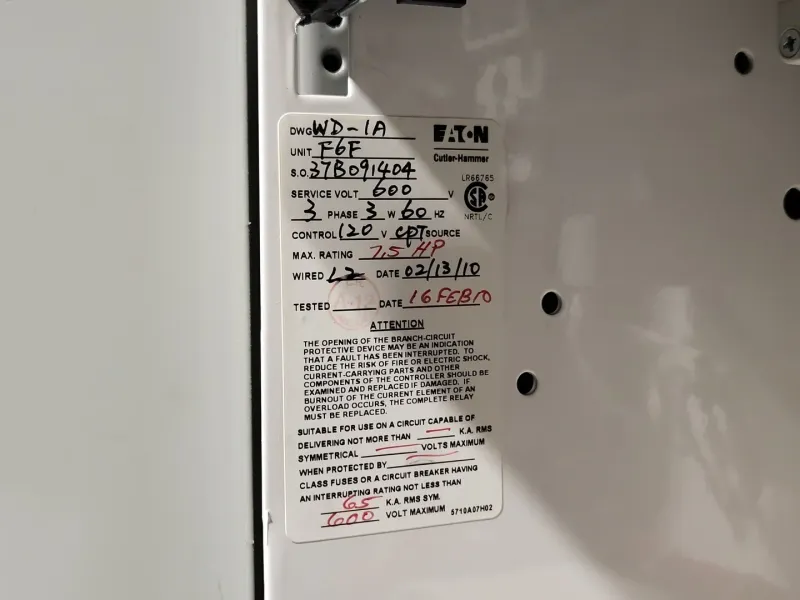 DWG WD-1A
EATON
UNIT F6F
Cutler-Hammer
S.O. 37B091404
LR66765
SERVICE VOLT 600 V
SA
NRTL/C
3 PHASE 3 W 60 HZ
CONTROL 120 V CPT SOURCE
MAX. RATING 7.5 HP
WIRED LZ DATE 02/13/10
TESTED DATE 16 FEB 10
ATTENTION
THE OPENING OF THE BRANCH-CIRCUIT
PROTECTIVE DEVICE MAY BE AN INDICATION
THAT A FAULT HAS BEEN INTERRUPTED. TO
REDUCE THE RISK OF FIRE OR ELECTRIC SHOCK,
CURRENT-CARRYING PARTS AND OTHER
COMPONENTS OF THE CONTROLLER SHOULD BE
EXAMINED AND REPLACED IF DAMAGED. IF
BURNOUT OF THE CURRENT ELEMENT OF AN
OVERLOAD OCCURS, THE COMPLETE RELAY
MUST BE REPLACED.
SUITABLE FOR USE ON A CIRCUIT CAPABLE OF
DELIVERING NOT MORE THAN — K.A. RMS
SYMMETRICAL — VOLTS MAXIMUM
WHEN PROTECTED BY —
CLASS FUSES OR A CIRCUIT BREAKER HAVING
AN INTERRUPTING RATING NOT LESS THAN
65 K.A. RMS SYM.
600 VOLT MAXIMUM 5710A07H02